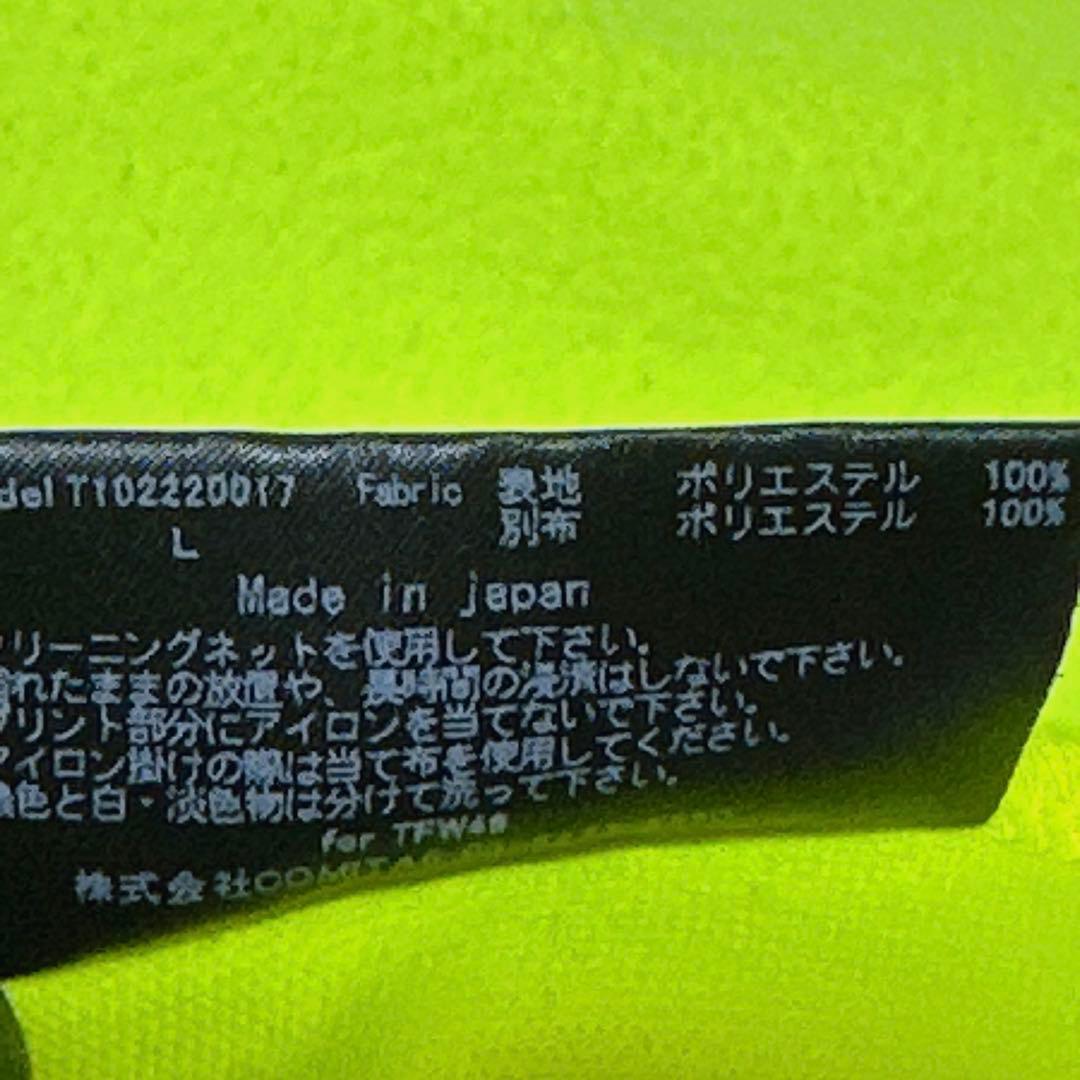 del T102220017 Fabric 表地 ポリエステル 100%
L 別布 ポリエステル 100%
Made in japan
リーニングネットを使用して下さい。
れたままの放置や、長時間の浸漬はしないで下さい。
プリント部分にアイロンを当てないで下さい。
アイロン掛けの際は当て布を使用してください。
色と白・淡色物は分けて洗って下さい。
for TFW49
株式会社